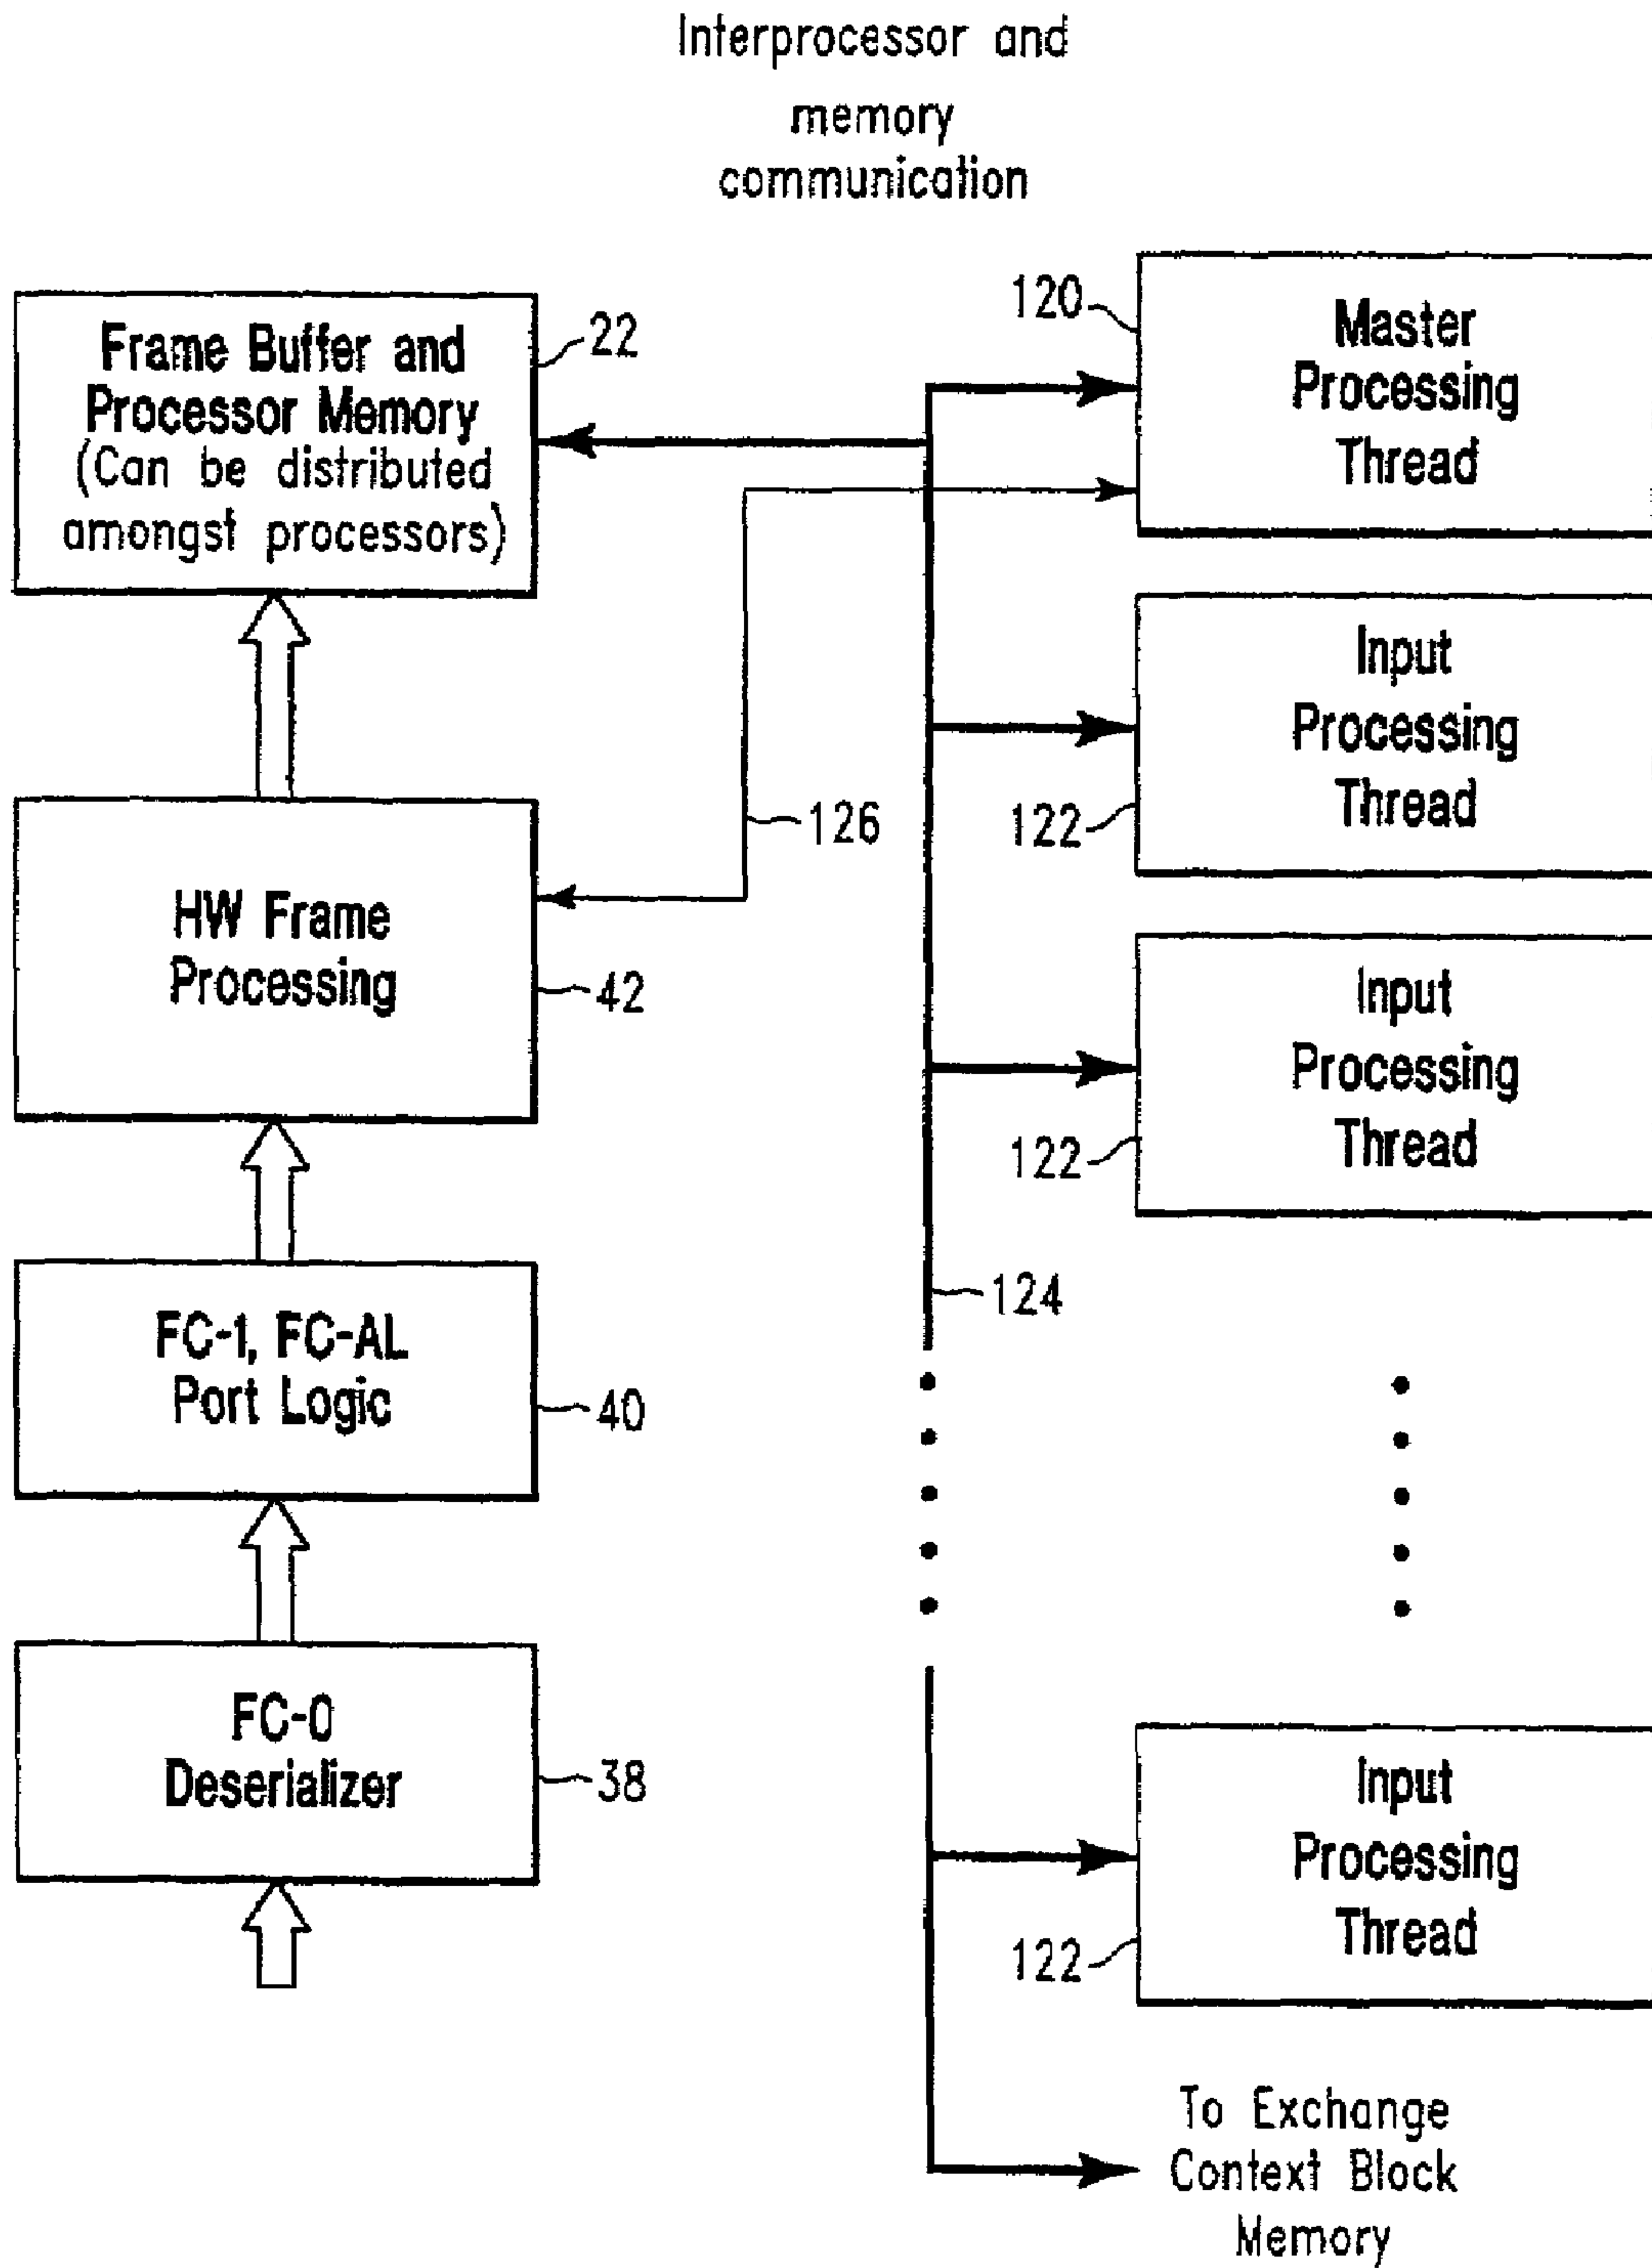 Interprocessor and
memory
communication
Frame Buffer and
Processor Memory
(Can be distributed
amongst processors)
22
HW Frame
Processing
42
FC-1, FC-AL
Port Logic
40
FC-0
Deserializer
38
126
124
120
Master
Processing
Thread
Input
Processing
Thread
122
Input
Processing
Thread
122
Input
Processing
Thread
122
To Exchange
Context Block
Memory